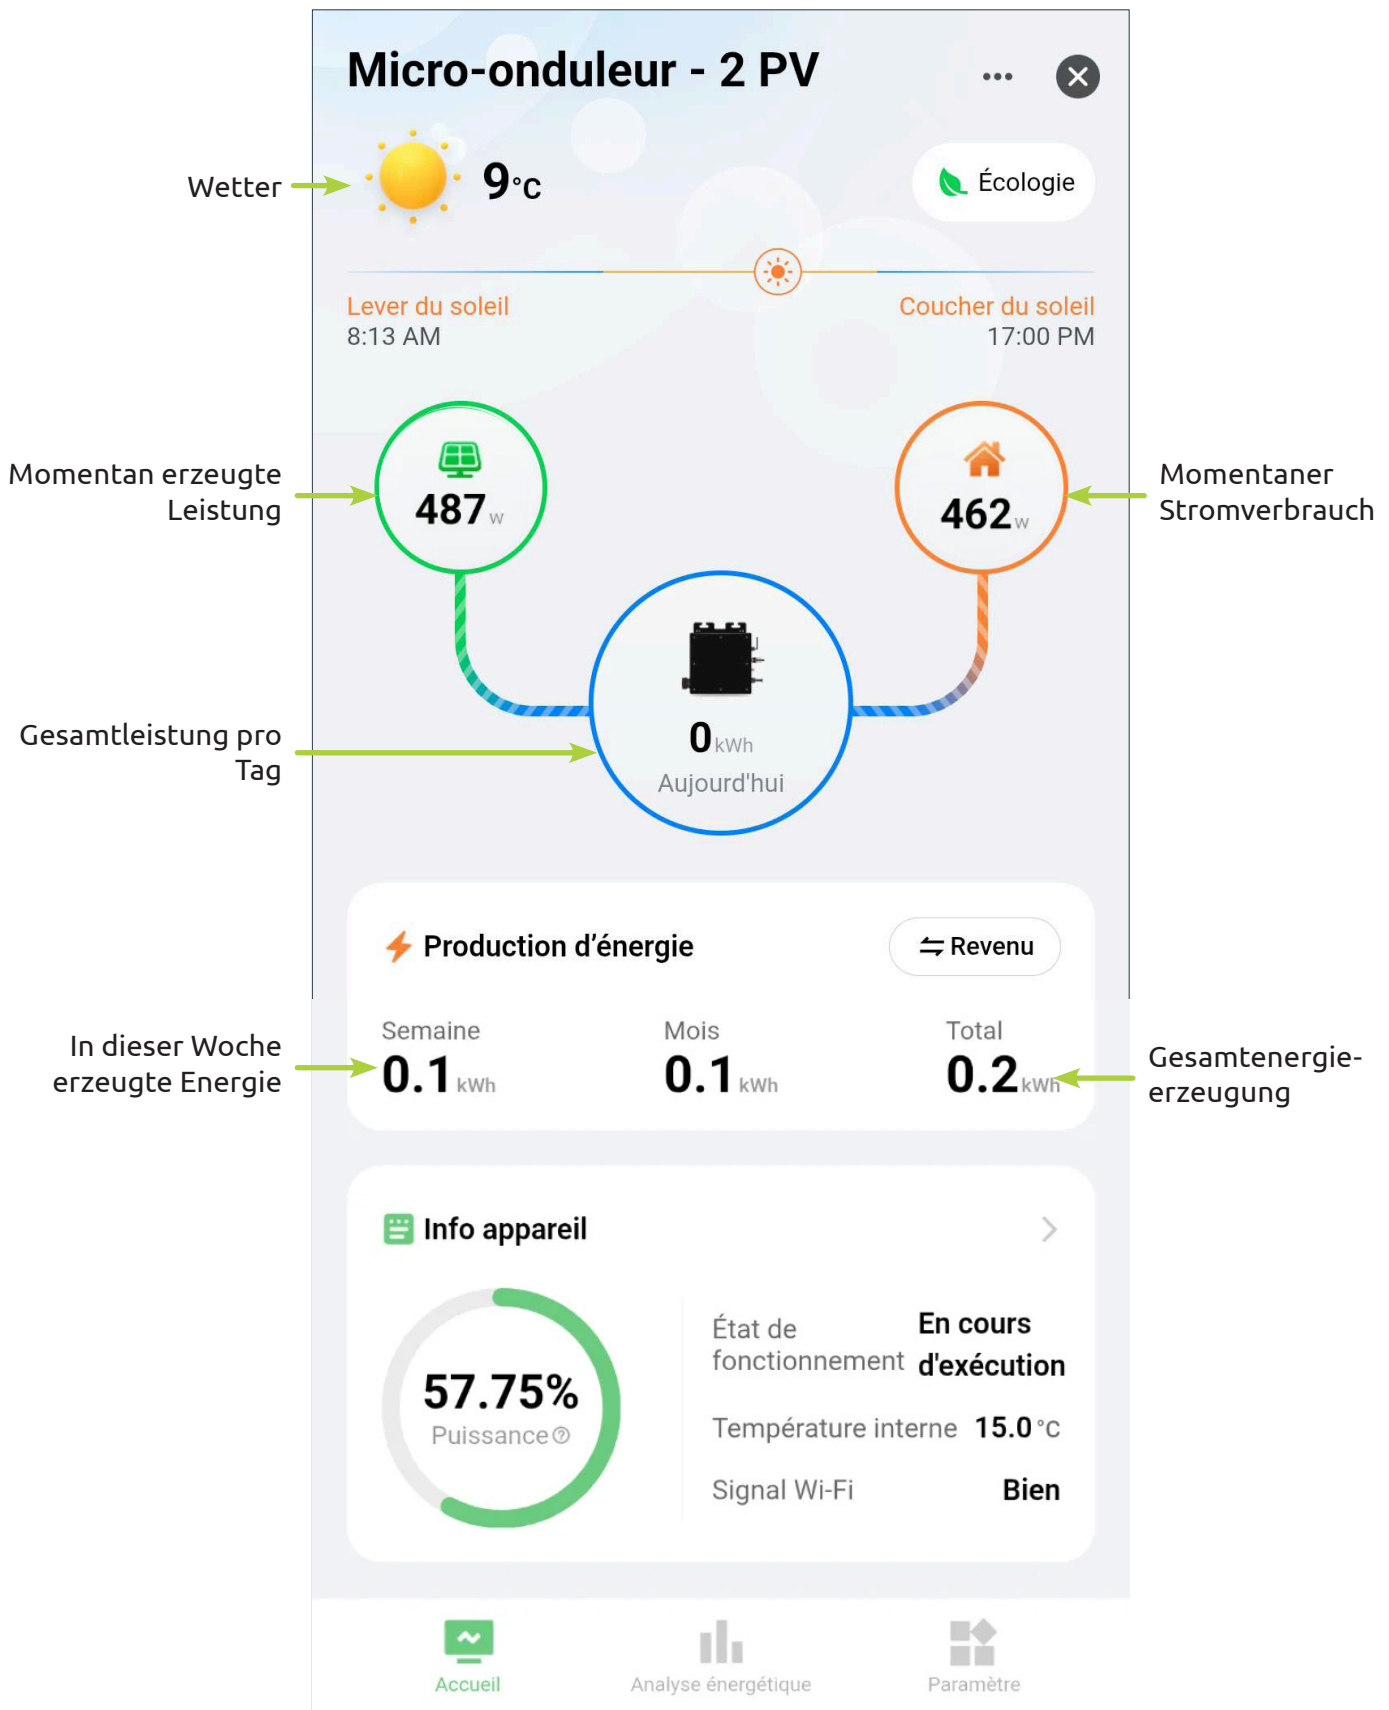 Micro-onduleur - 2 PV
Wetter
9°C
Écologie
Lever du soleil
8:13 AM
Coucher du soleil
17:00 PM
Momentan erzeugte
Leistung
487 w
462 w
Momentaner
Stromverbrauch
Gesamtleistung pro
Tag
0 kWh
Aujourd'hui
Production d’énergie
Revenu
In dieser Woche
erzeugte Energie
Semaine
0.1 kWh
Mois
0.1 kWh
Total
0.2 kWh
Gesamtenergie-
erzeugung
Info appareil
57.75%
Puissance
État de
fonctionnement
En cours
d'exécution
Température interne 15.0 °C
Signal Wi-Fi Bien
Accueil
Analyse énergétique
Paramètre